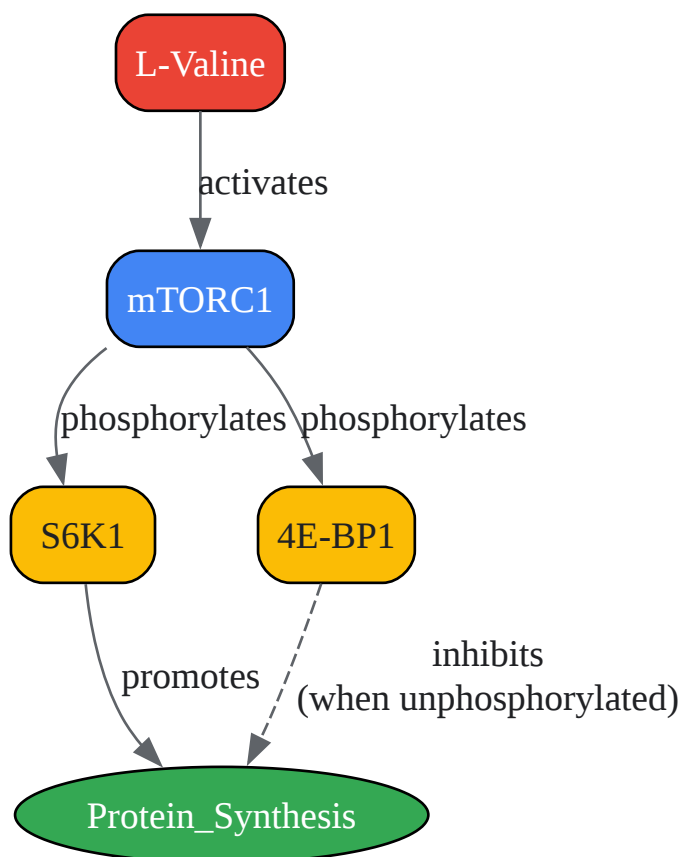 L-Valine
activates
mTORC1
phosphorylates
phosphorylates
S6K1
4E-BP1
promotes
inhibits
(when unphosphorylated)
Protein_Synthesis